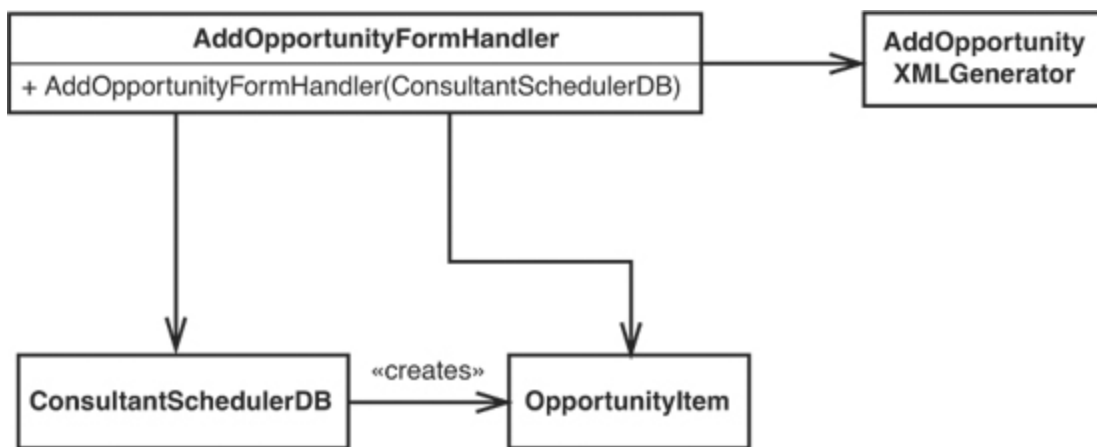 AddOpportunityFormHandler
+ AddOpportunityFormHandler(ConsultantSchedulerDB)
AddOpportunity
XMLGenerator
«creates»
ConsultantSchedulerDB
OpportunityItem